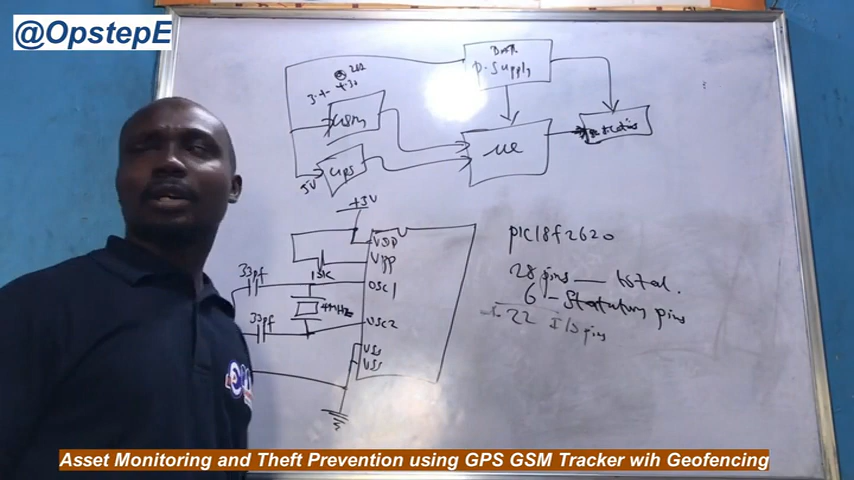 @OpstepE
P. Supply
GSM
GPS
5V
uc
+5V
VDD
VPP
33pf
OSC1
4MHz
33pf
OSC2
VSS
VSS
PIC18f2620
28 pins — total.
6 - Statutory pins
22 I/O pins
Asset Monitoring and Theft Prevention using GPS GSM Tracker wih Geofencing